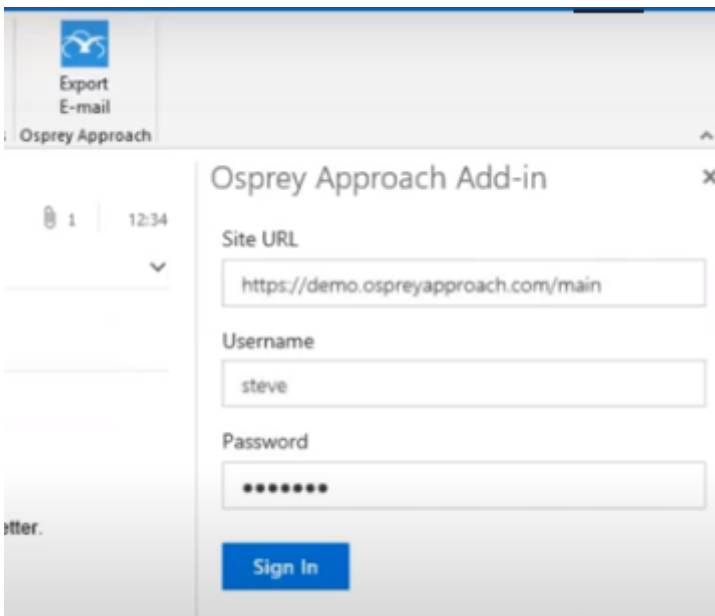 Export
E-mail
Osprey Approach
Osprey Approach Add-in
1 12:34
Site URL
https://demo.ospreyapproach.com/main
Username
steve
Password
•••••••
etter.
Sign In